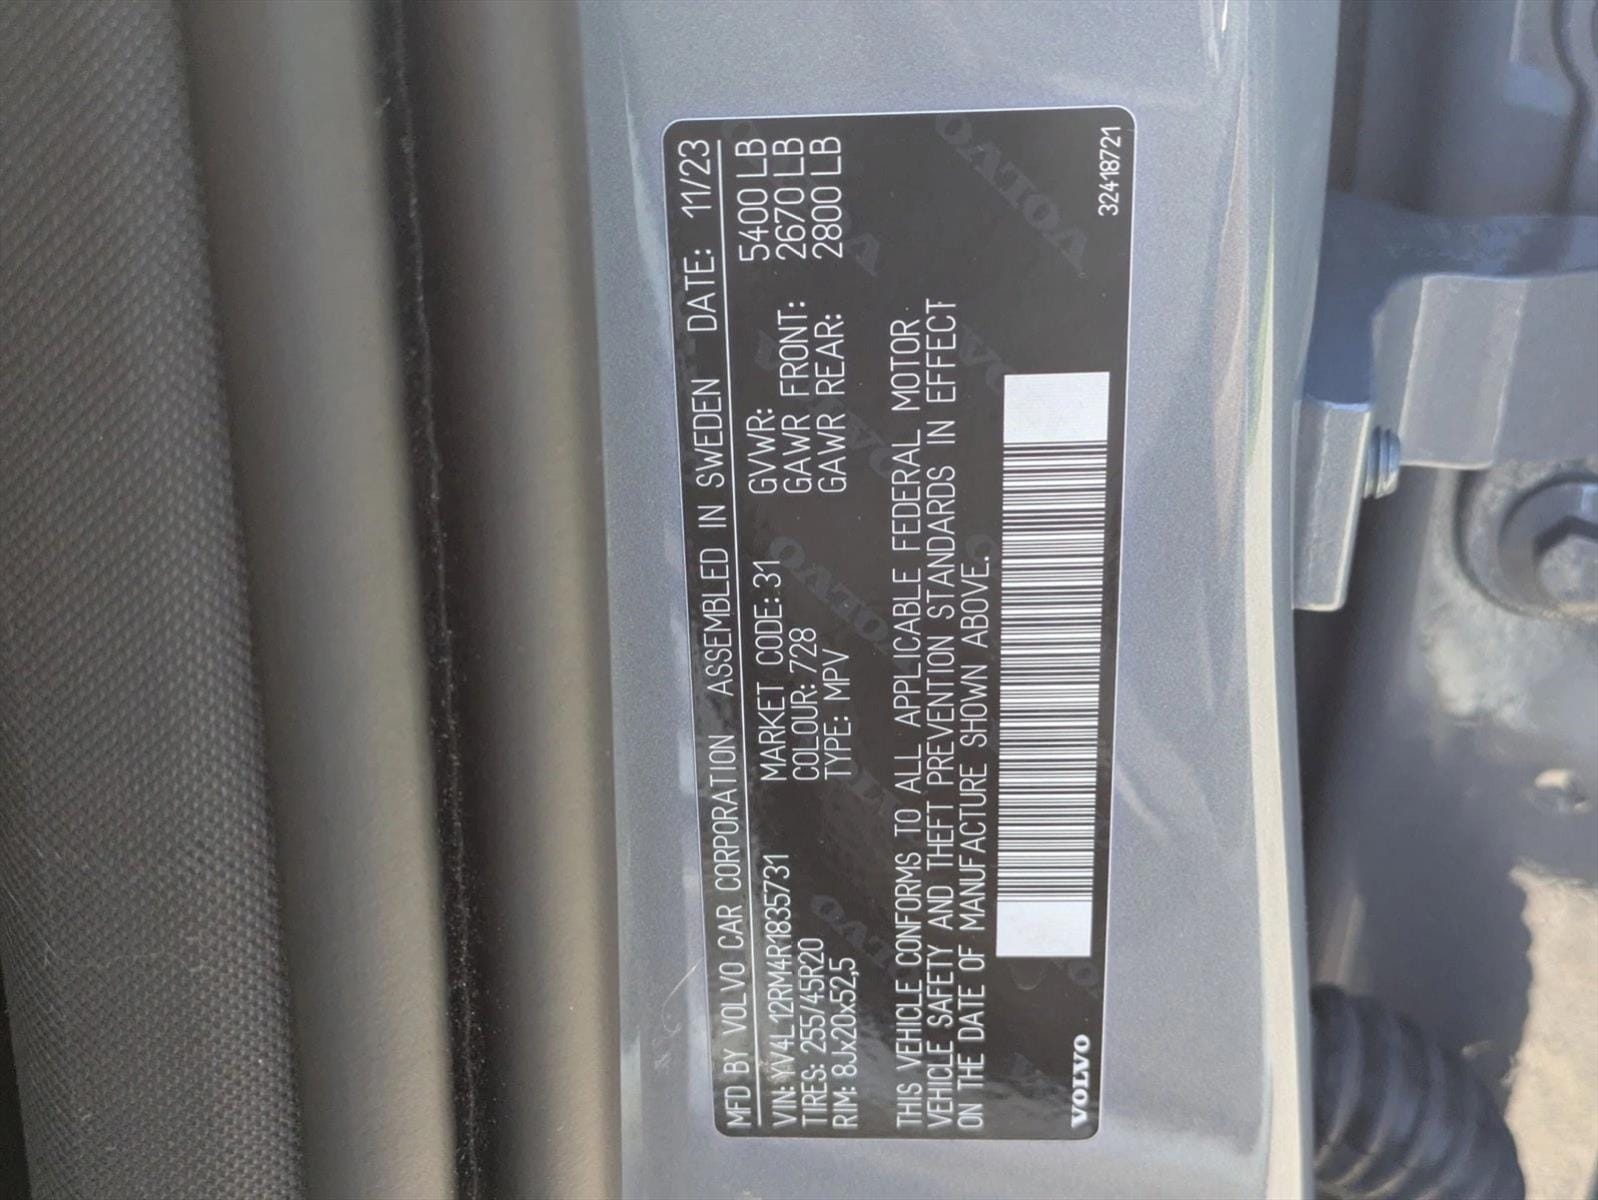 MFD BY VOLVO CAR CORPORATION ASSEMBLED IN SWEDEN DATE: 11/23
VIN: YV4L12RM4R1835731 MARKET CODE: 31 GVWR: 5400 LB
TIRES: 255/45R20 COLOUR: 728 GAWR FRONT: 2670 LB
RIM: 8Jx20x52,5 TYPE: MPV GAWR REAR: 2800 LB
THIS VEHICLE CONFORMS TO ALL APPLICABLE FEDERAL MOTOR
VEHICLE SAFETY AND THEFT PREVENTION STANDARDS IN EFFECT
ON THE DATE OF MANUFACTURE SHOWN ABOVE.
VOLVO 32418721